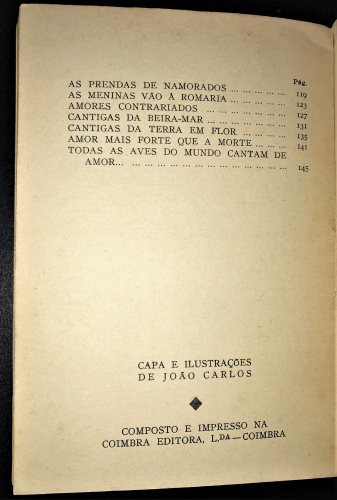 Pág.
AS PRENDAS DE NAMORADOS ... ... ... ... 119
AS MENINAS VÃO À ROMARIA ... ... ... ... 123
AMORES CONTRARIADOS ... ... ... ... ... 127
CANTIGAS DA BEIRA-MAR ... ... ... ... ... 131
CANTIGAS DA TERRA EM FLOR ... ... ... 135
AMOR MAIS FORTE QUE A MORTE ... ... ... 141
TODAS AS AVES DO MUNDO CANTAM DE
AMOR... ... ... ... ... ... ... ... ... ... ... 145
CAPA E ILUSTRAÇÕES
DE JOÃO CARLOS
COMPOSTO E IMPRESSO NA
COIMBRA EDITORA, L.DA — COIMBRA